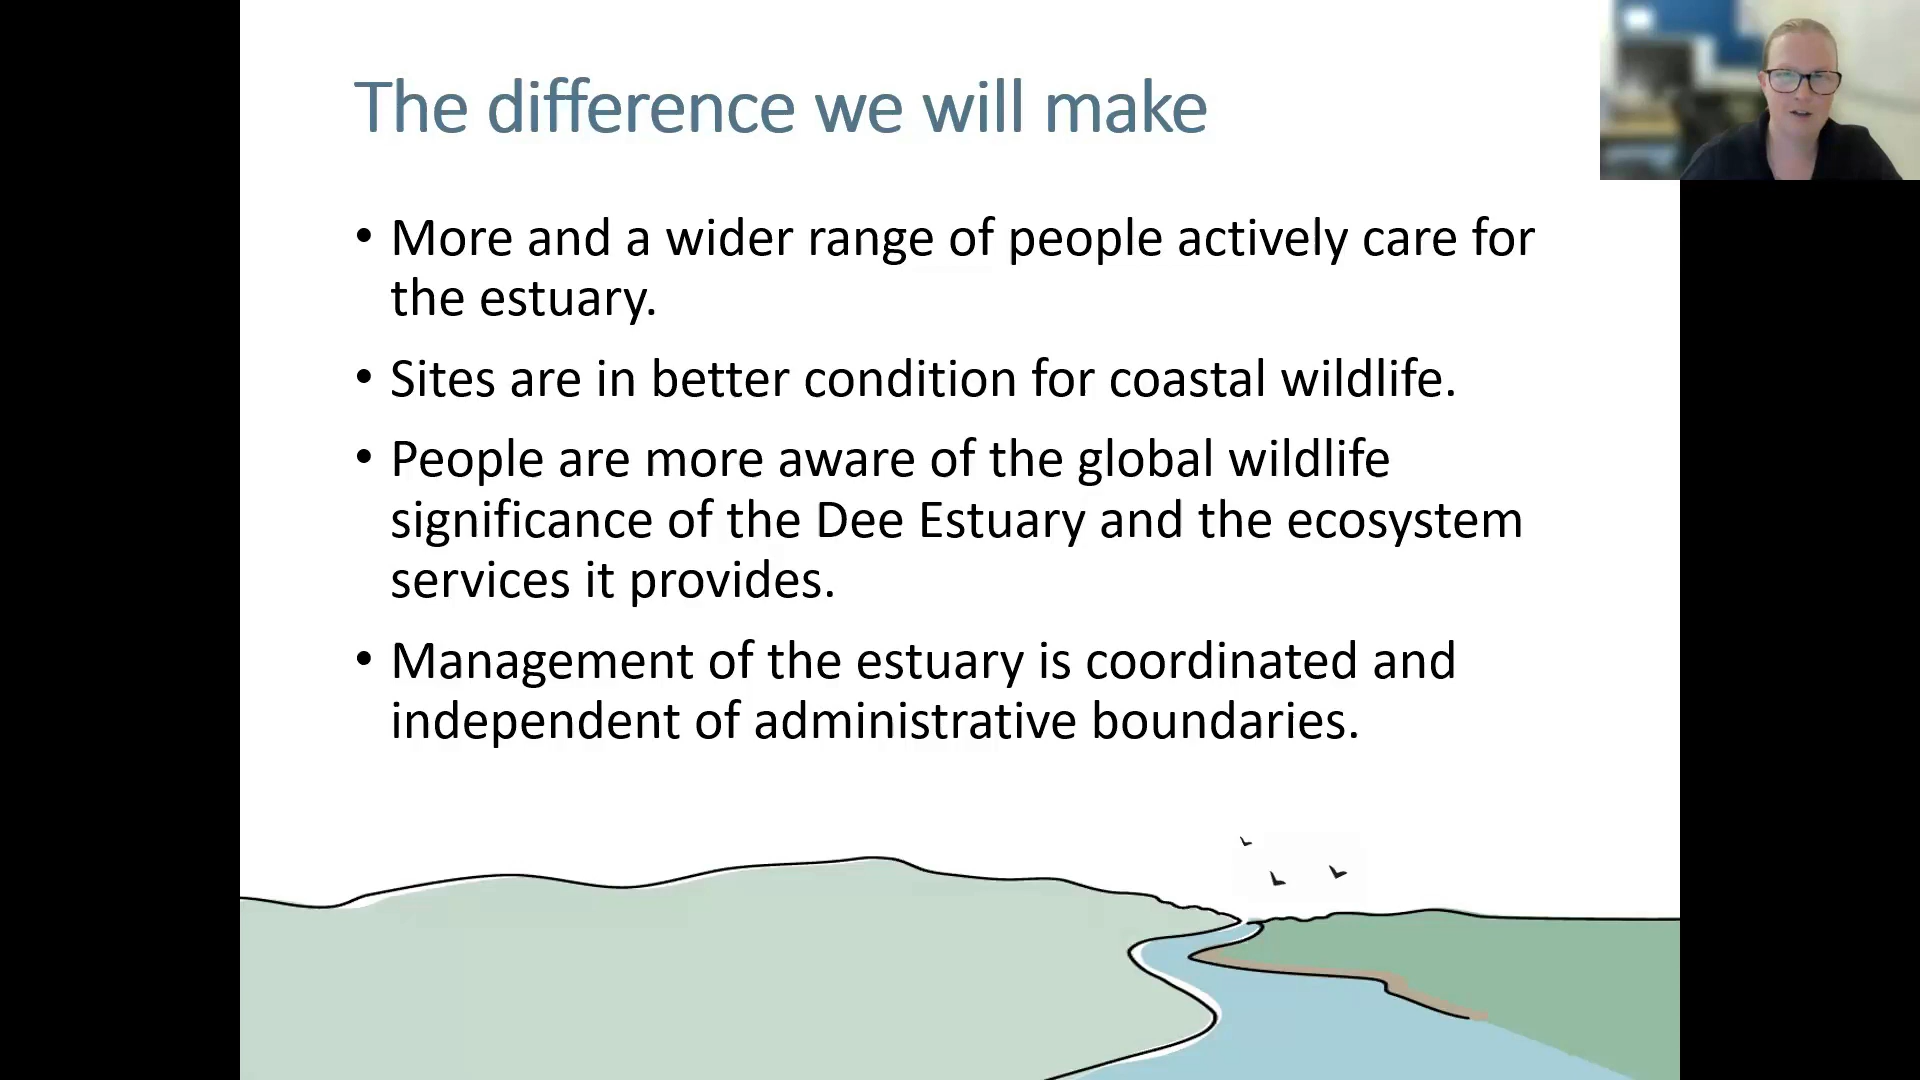 The difference we will make
• More and a wider range of people actively care for
the estuary.
• Sites are in better condition for coastal wildlife.
• People are more aware of the global wildlife
significance of the Dee Estuary and the ecosystem
services it provides.
• Management of the estuary is coordinated and
independent of administrative boundaries.